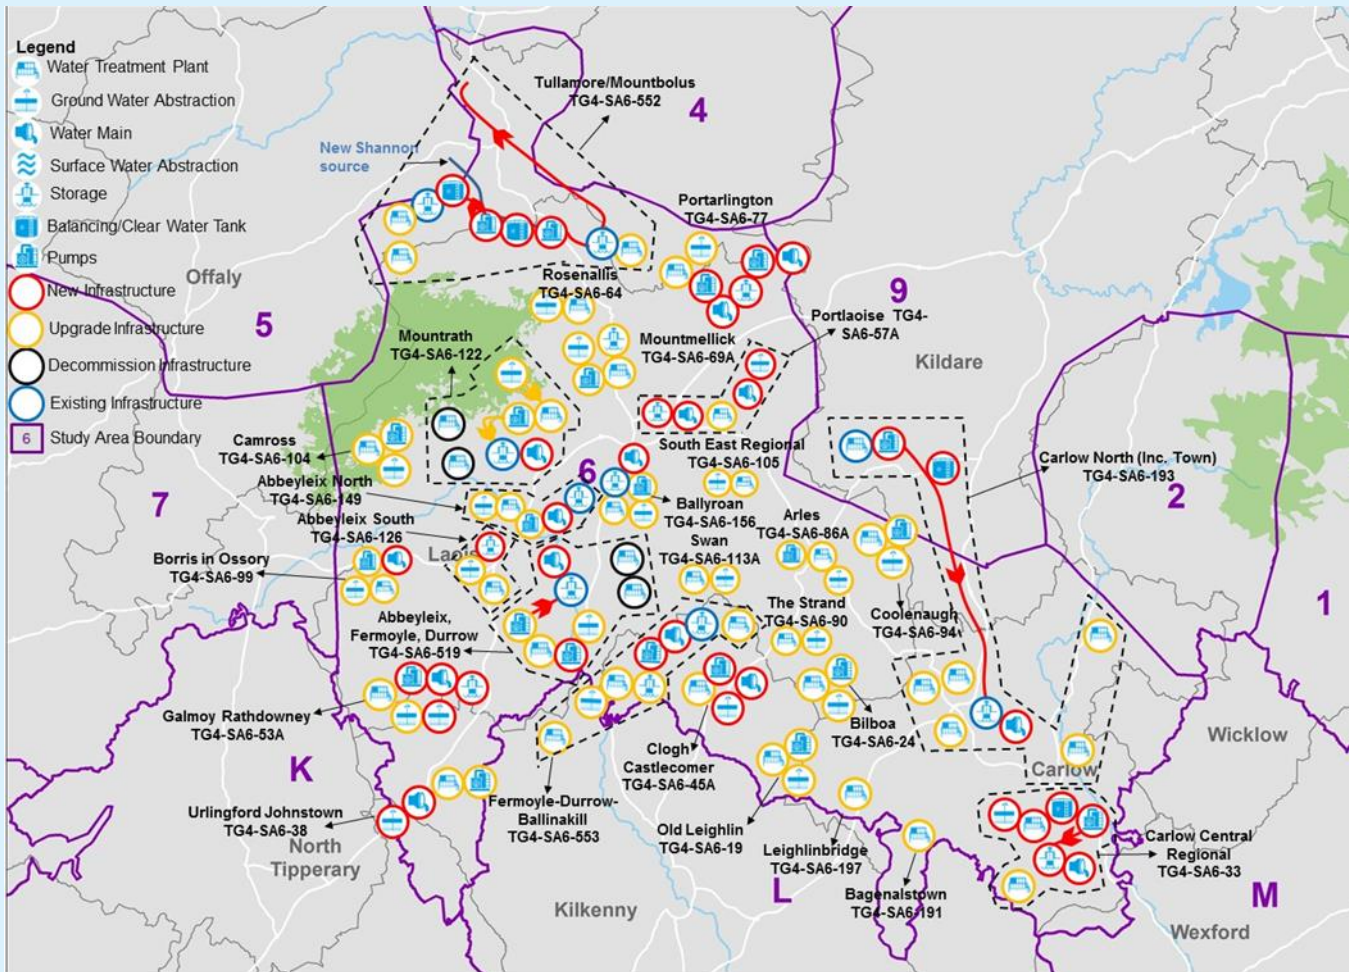 Legend
Water Treatment Plant
Ground Water Abstraction
Water Main
Surface Water Abstraction
Storage
Balancing/Clear Water Tank
Pumps
New Infrastructure
Upgrade Infrastructure
Decommission Infrastructure
Existing Infrastructure
6 Study Area Boundary
Tullamore/Mountbolus
TG4-SA6-552
4
New Shannon
source
Portarlington
TG4-SA6-77
Offaly
Rosenallis
TG4-SA6-64
9
5
Mountrath
TG4-SA6-122
Mountmellick
TG4-SA6-69A
Portlaoise TG4-
SA6-57A
Kildare
Camross
TG4-SA6-104
South East Regional
TG4-SA6-105
Carlow North (Inc. Town)
TG4-SA6-193
6
7
2
Abbeyleix North
TG4-SA6-149
Ballyroan
TG4-SA6-156
Abbeyleix South
TG4-SA6-126
Swan
TG4-SA6-113A
Arles
TG4-SA6-86A
Laois
Borris in Ossory
TG4-SA6-99
1
Abbeyleix,
Fermoyle, Durrow
TG4-SA6-519
The Strand
TG4-SA6-90
Coolenaugh
TG4-SA6-94
Galmoy Rathdowney
TG4-SA6-53A
Bilboa
TG4-SA6-24
Clogh
Castlecomer
TG4-SA6-45A
Wicklow
K
Carlow
Urlingford Johnstown
TG4-SA6-38
North
Tipperary
Fermoyle-Durrow-
Ballinakill
TG4-SA6-553
Old Leighlin
TG4-SA6-19
Leighlinbridge
TG4-SA6-197
Carlow Central
Regional
TG4-SA6-33
L
Bagenalstown
TG4-SA6-191
M
Kilkenny
Wexford